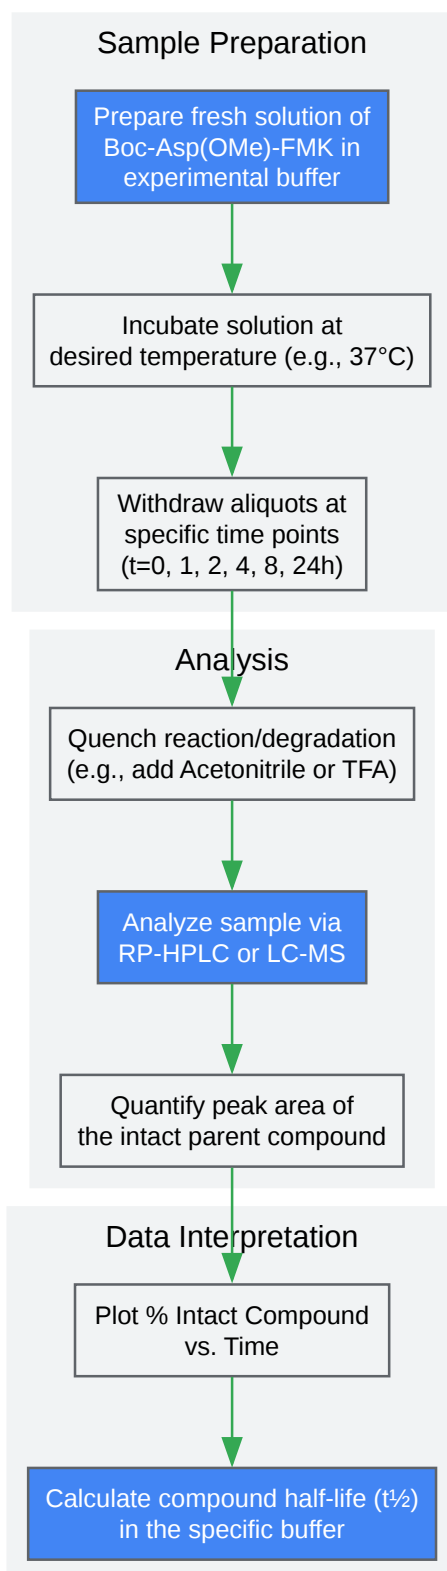 Sample Preparation
Prepare fresh solution of
Boc-Asp(OMe)-FMK in
experimental buffer
Incubate solution at
desired temperature (e.g., 37°C)
Withdraw aliquots at
specific time points
(t=0, 1, 2, 4, 8, 24h)
Analysis
Quench reaction/degradation
(e.g., add Acetonitrile or TFA)
Analyze sample via
RP-HPLC or LC-MS
Quantify peak area of
the intact parent compound
Data Interpretation
Plot % Intact Compound
vs. Time
Calculate compound half-life (t½)
in the specific buffer